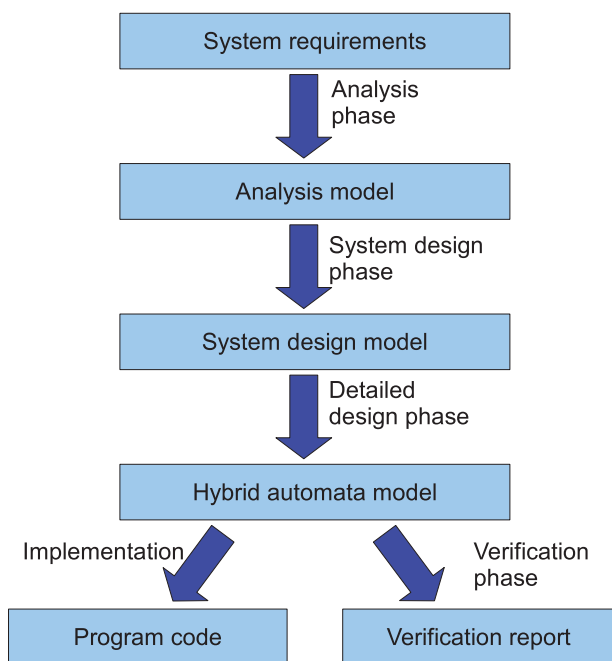 System requirements
Analysis
phase
Analysis model
System design
phase
System design model
Detailed
design phase
Hybrid automata model
Implementation
Verification
phase
Program code
Verification report